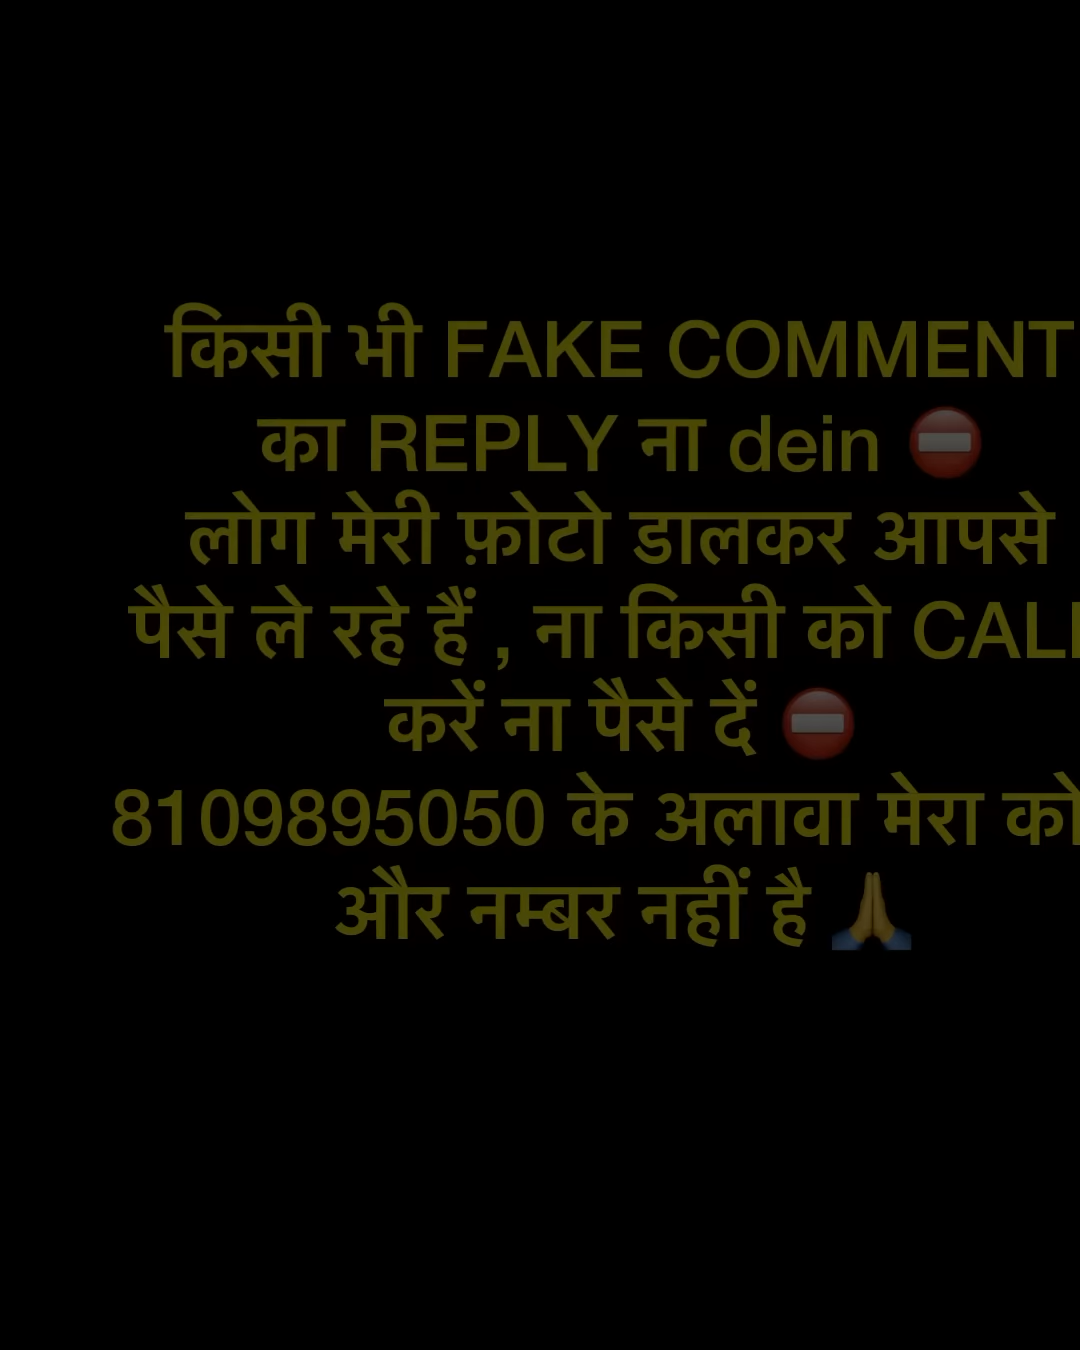 किसी भी FAKE COMMENT
का REPLY ना dein ⛔
लोग मेरी फ़ोटो डालकर आपसे
पैसे ले रहे हैं , ना किसी को CALL
करें ना पैसे दें ⛔
8109895050 के अलावा मेरा को
और नम्बर नहीं है 🙏